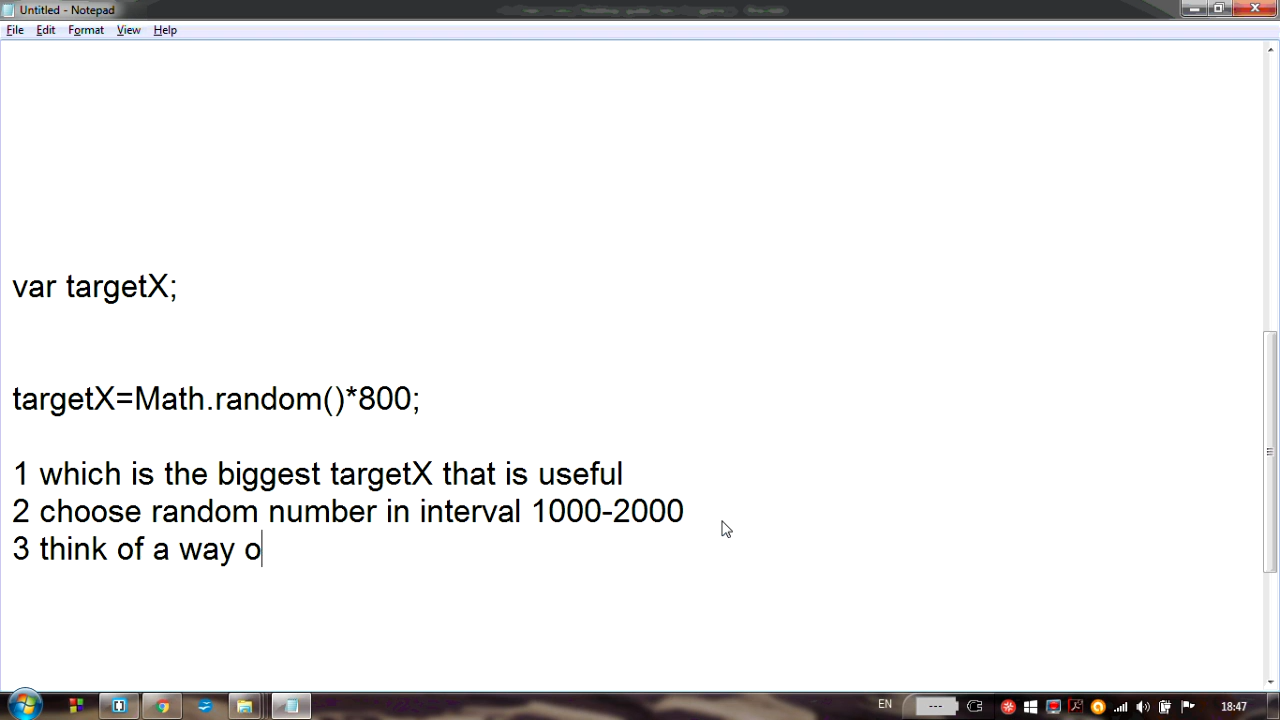 Untitled - Notepad
File Edit Format View Help
var targetX;
targetX=Math.random()*800;
1 which is the biggest targetX that is useful
2 choose random number in interval 1000-2000
3 think of a way o
EN --- 18:47